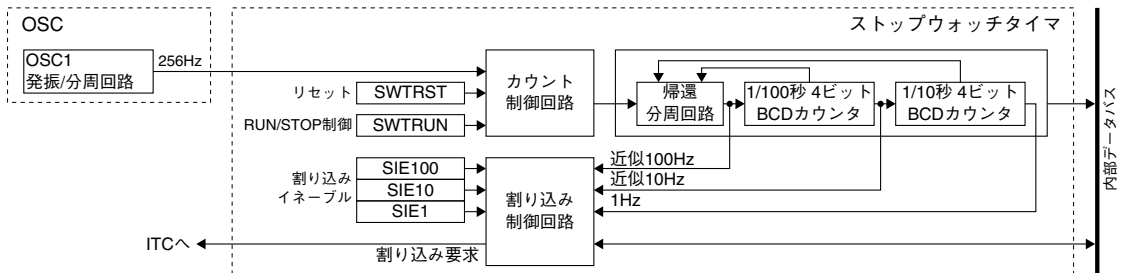 OSC
ストップウォッチタイマ
OSC1
発振/分周回路
256Hz
リセット
SWTRST
RUN/STOP制御
SWTRUN
カウント
制御回路
帰還
分周回路
1/100秒 4ビット
BCDカウンタ
1/10秒 4ビット
BCDカウンタ
内部データバス
割り込み
イネーブル
SIE100
SIE10
SIE1
割り込み
制御回路
近似100Hz
近似10Hz
1Hz
ITCへ
割り込み要求